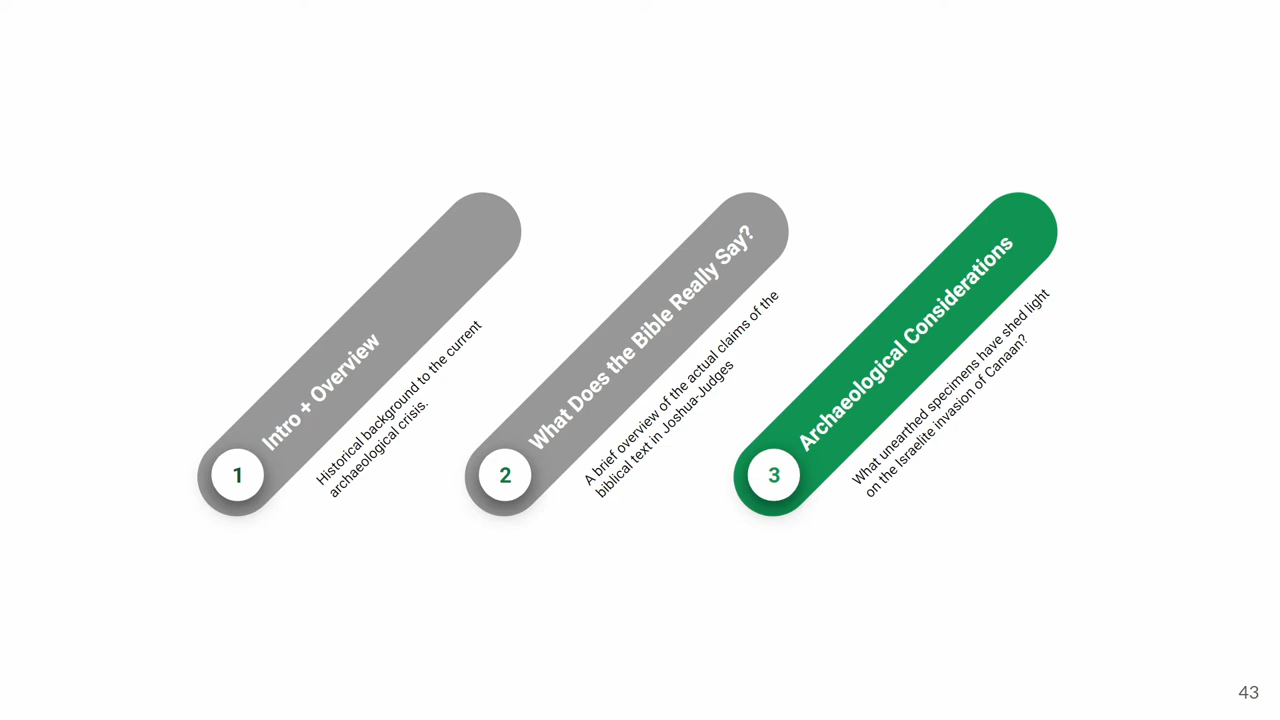 1
Intro + Overview
Historical background to the current
archaeological crisis.
2
What Does the Bible Really Say?
A brief overview of the actual claims of the
biblical text in Joshua-Judges
3
Archaeological Considerations
What unearthed specimens have shed light
on the Israelite invasion of Canaan?
43